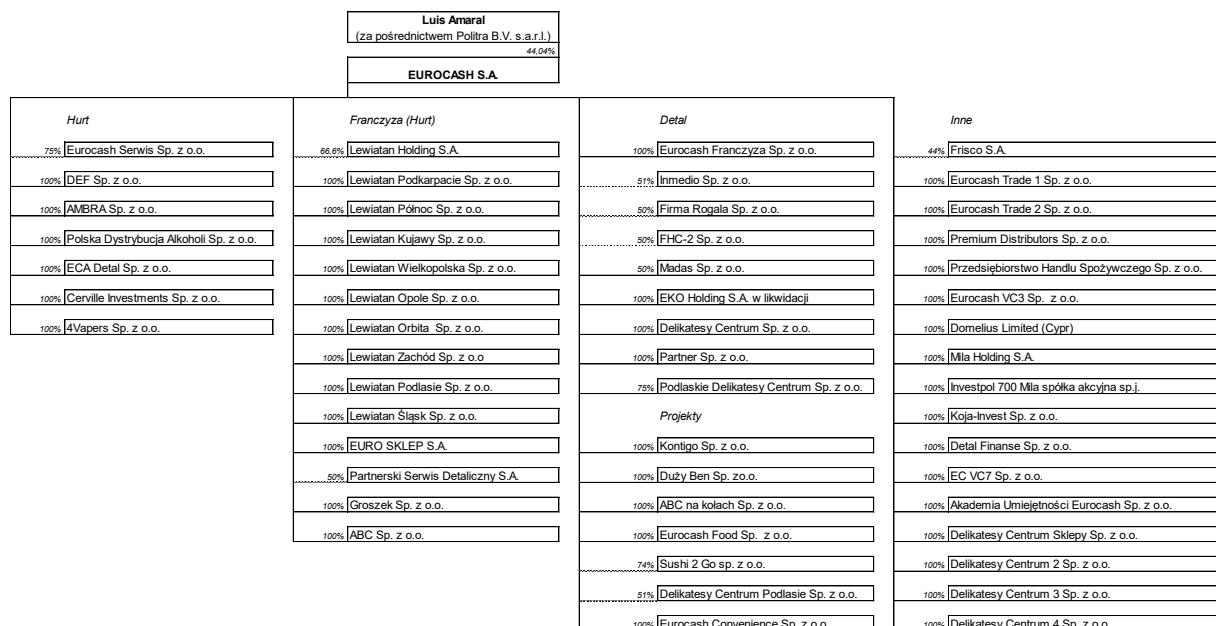 Luis Amaral
(za pośrednictwem Politra B.V. s.a.r.l.)
44,04%
EUROCASH S.A.
Hurt
75% Eurocash Serwis Sp. z o.o.
100% DEF Sp. z o.o.
100% AMBRA Sp. z o.o.
100% Polska Dystrybucja Alkoholi Sp. z o.o.
100% ECA Detal Sp. z o.o.
100% Cerville Investments Sp. z o.o.
100% 4Vapers Sp. z o.o.
Franczyza (Hurt)
66,6% Lewiatan Holding S.A.
100% Lewiatan Podkarpacie Sp. z o.o.
100% Lewiatan Północ Sp. z o.o.
100% Lewiatan Kujawy Sp. z o.o.
100% Lewiatan Wielkopolska Sp. z o.o.
100% Lewiatan Opole Sp. z o.o.
100% Lewiatan Orbita Sp. z o.o.
100% Lewiatan Zachód Sp. z o.o
100% Lewiatan Podlasie Sp. z o.o.
100% Lewiatan Śląsk Sp. z o.o.
100% EURO SKLEP S.A.
50% Partnerski Serwis Detaliczny S.A.
100% Groszek Sp. z o.o.
100% ABC Sp. z o.o.
Detal
100% Eurocash Franczyza Sp. z o.o.
51% Inmedio Sp. z o.o.
50% Firma Rogala Sp. z o.o.
50% FHC-2 Sp. z o.o.
50% Madas Sp. z o.o.
100% EKO Holding S.A. w likwidacji
100% Delikatesy Centrum Sp. z o.o.
100% Partner Sp. z o.o.
75% Podlaskie Delikatesy Centrum Sp. z o.o.
Projekty
100% Kontigo Sp. z o.o.
100% Duży Ben Sp. zo.o.
100% ABC na kołach Sp. z o.o.
100% Eurocash Food Sp. z o.o.
74% Sushi 2 Go sp. z o.o.
51% Delikatesy Centrum Podlasie Sp. z o.o.
100% Eurocash Convenience Sp. z o.o.
Inne
44% Frisco S.A.
100% Eurocash Trade 1 Sp. z o.o.
100% Eurocash Trade 2 Sp. z o.o.
100% Premium Distributors Sp. z o.o.
100% Przedsiębiorstwo Handlu Spożywczego Sp. z o.o.
100% Eurocash VC3 Sp. z o.o.
100% Domelius Limited (Cypr)
100% Mila Holding S.A.
100% Investpol 700 Mila spółka akcyjna sp.j.
100% Koja-Invest Sp. z o.o.
100% Detal Finanse Sp. z o.o.
100% EC VC7 Sp. z o.o.
100% Akademia Umiejętności Eurocash Sp. z o.o.
100% Delikatesy Centrum Sklepy Sp. z o.o.
100% Delikatesy Centrum 2 Sp. z o.o.
100% Delikatesy Centrum 3 Sp. z o.o.
100% Delikatesy Centrum 4 Sp. z o.o.